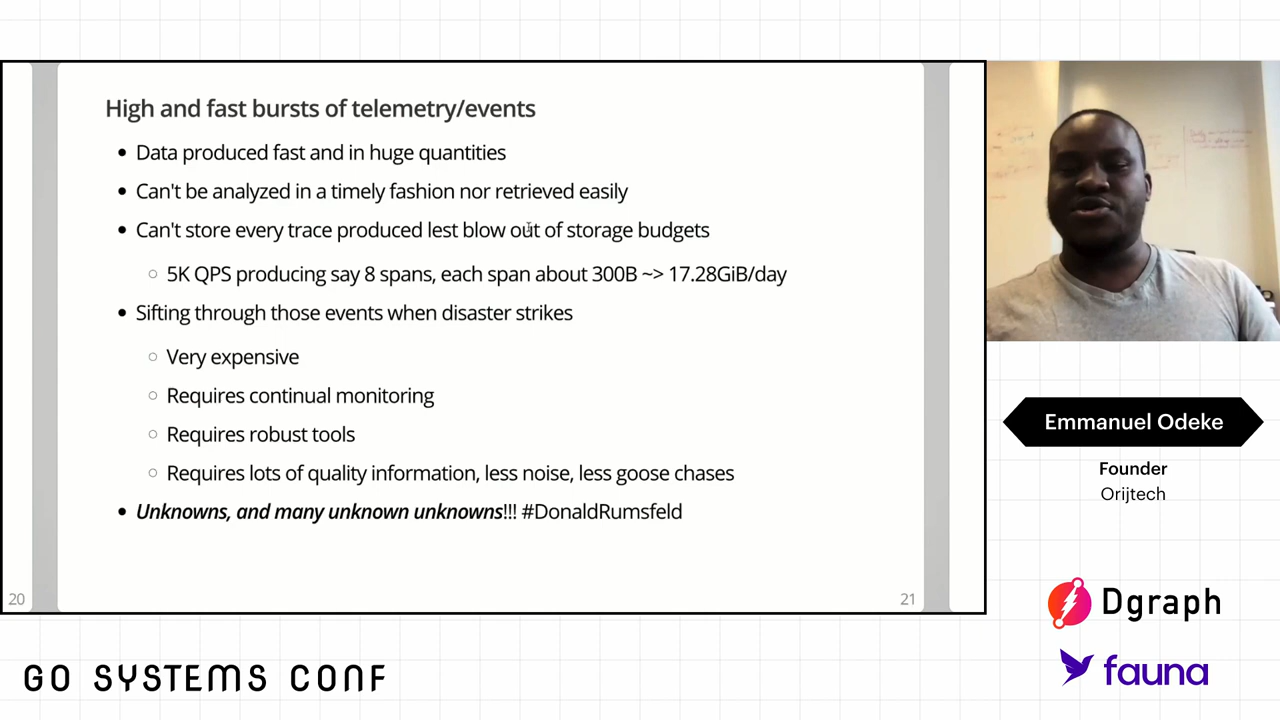 High and fast bursts of telemetry/events
• Data produced fast and in huge quantities
• Can't be analyzed in a timely fashion nor retrieved easily
• Can't store every trace produced lest blow out of storage budgets
○ 5K QPS producing say 8 spans, each span about 300B ~> 17.28GiB/day
• Sifting through those events when disaster strikes
○ Very expensive
○ Requires continual monitoring
○ Requires robust tools
○ Requires lots of quality information, less noise, less goose chases
• Unknowns, and many unknown unknowns!!! #DonaldRumsfeld
20
21
Emmanuel Odeke
Founder
Orijtech
Dgraph
fauna
GO SYSTEMS CONF